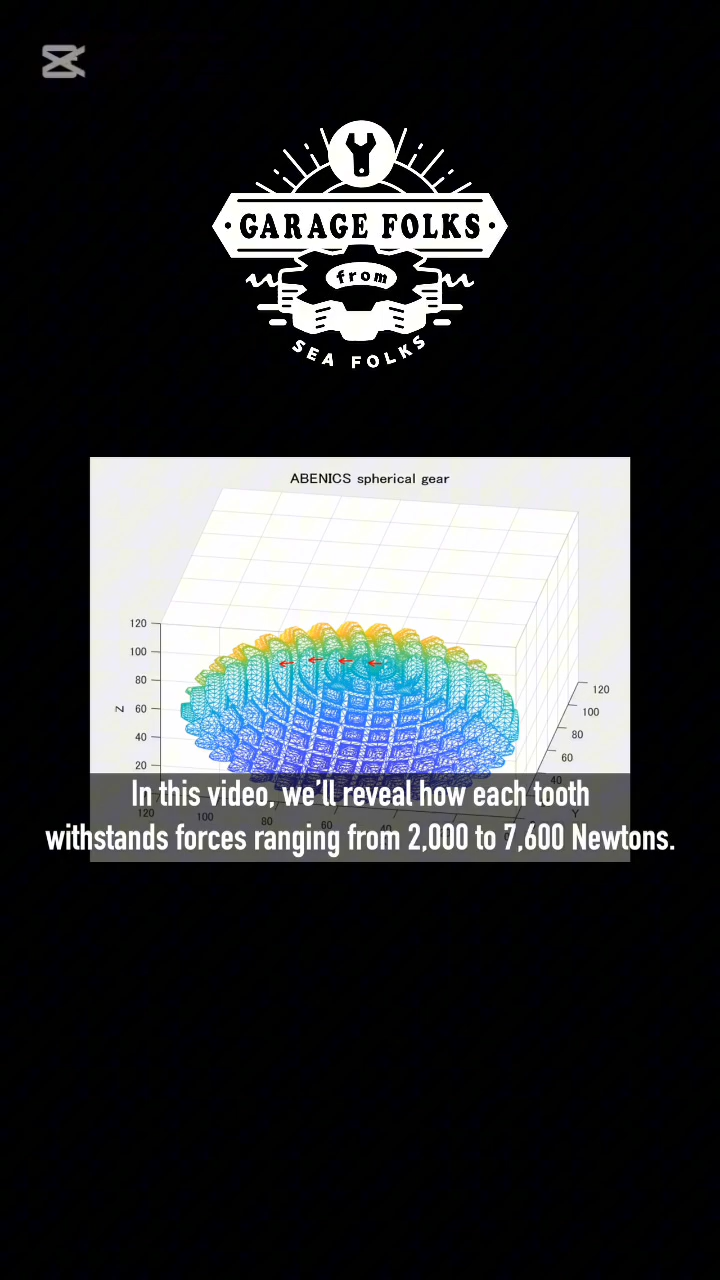 GARAGE FOLKS
from
SEA FOLKS
ABENICS spherical gear
120
100
80
60
40
20
Z
120
100
80
60
40
Y
120
100
80
60
40
In this video, we'll reveal how each tooth
withstands forces ranging from 2,000 to 7,600 Newtons.